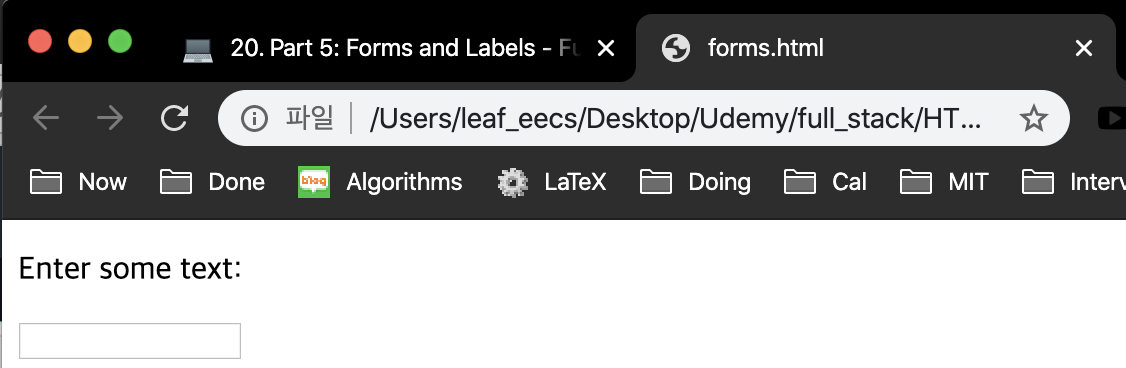 20. Part 5: Forms and Labels - Fu
forms.html
파일 /Users/leaf_eecs/Desktop/Udemy/full_stack/HT...
Now Done blog Algorithms LaTeX Doing Cal MIT Interv
Enter some text: